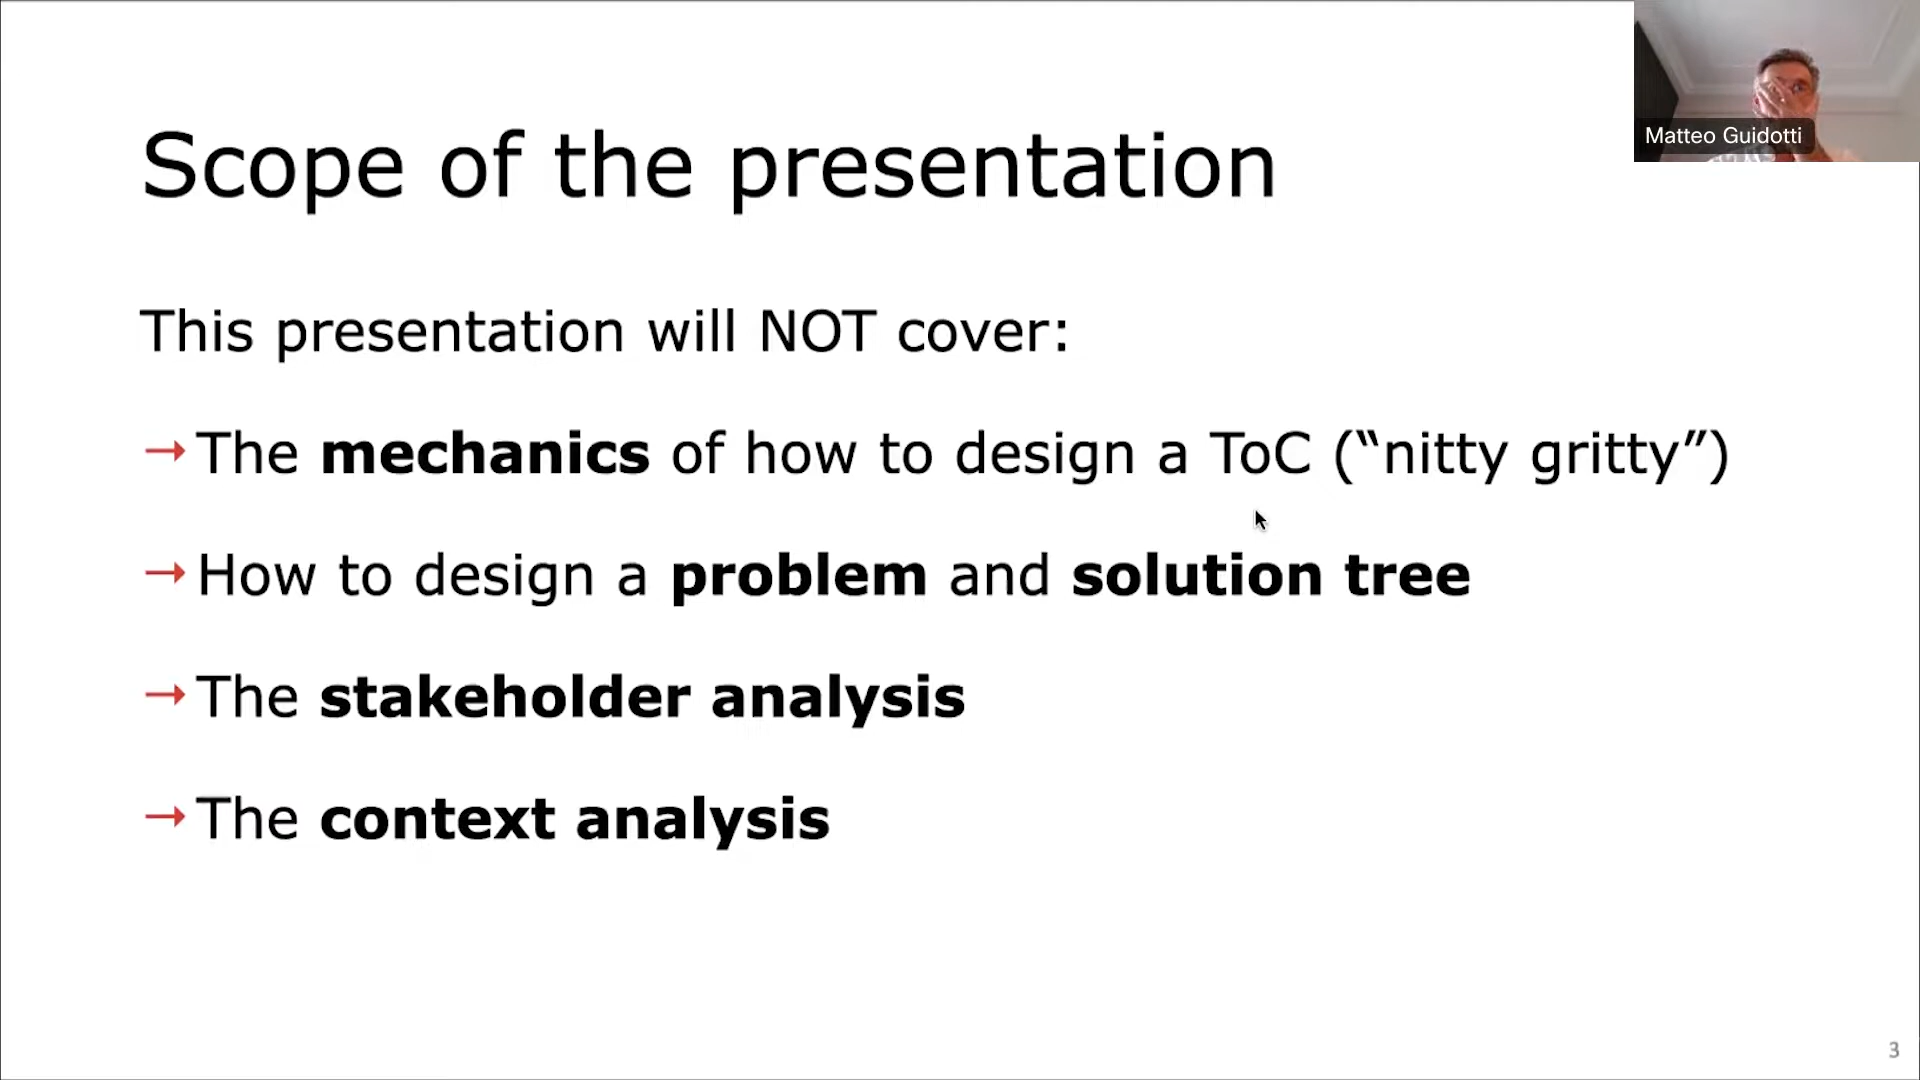 Scope of the presentation
Matteo Guidotti
This presentation will NOT cover:
→ The mechanics of how to design a ToC (“nitty gritty”)
→ How to design a problem and solution tree
→ The stakeholder analysis
→ The context analysis
3